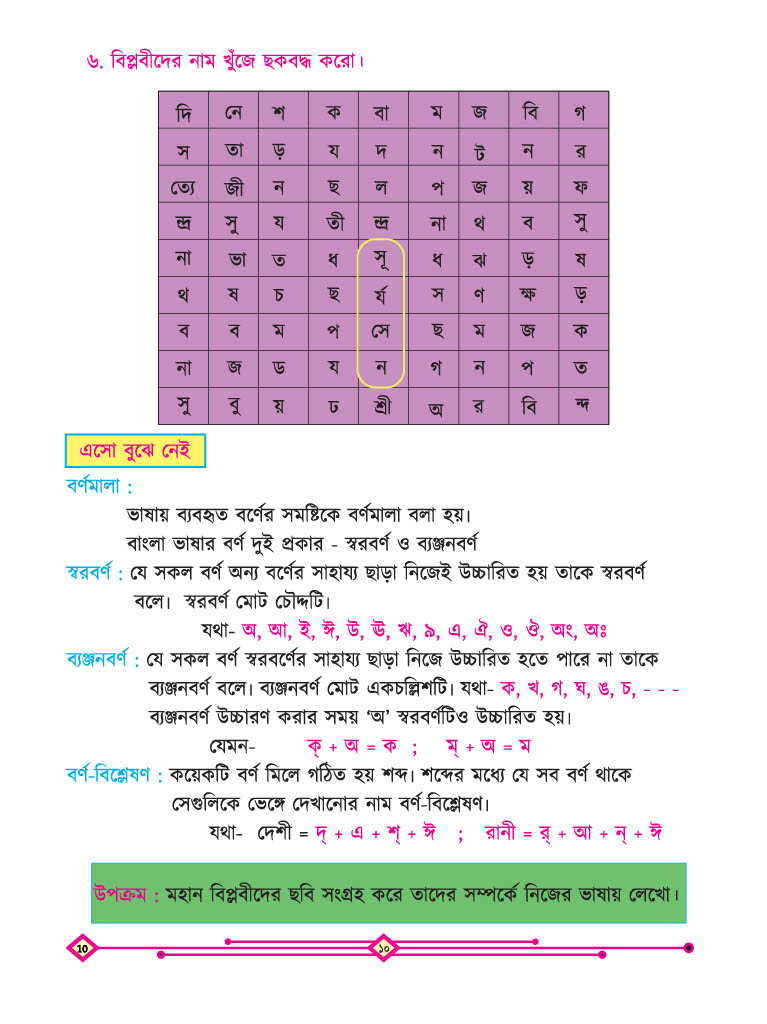 ৬. বিপ্লবীদের নাম খুঁজে ছকবদ্ধ করো।
দি নে শ ক বা ম জ বি গ
স তা ড় য দ ন ট ন র
ত্যে জী ন ছ ল প জ য় ফ
ন্দ্র সু য তী ন্দ্র না থ ব সু
না ভা ত ধ সূ ধ ঝ ড় ষ
থ ষ চ ছ র্য স ণ ক্ষ ড়
ব ব ম প সে ছ ম জ ক
না জ ড য ন গ ন প ত
সু বু য় ঢ শ্রী অ র বি ন্দ
এসো বুঝে নেই
বর্ণমালা :
ভাষায় ব্যবহৃত বর্ণের সমষ্টিকে বর্ণমালা বলা হয়।
বাংলা ভাষার বর্ণ দুই প্রকার - স্বরবর্ণ ও ব্যঞ্জনবর্ণ
স্বরবর্ণ : যে সকল বর্ণ অন্য বর্ণের সাহায্য ছাড়া নিজেই উচ্চারিত হয় তাকে স্বরবর্ণ
বলে। স্বরবর্ণ মোট চৌদ্দটি।
যথা- অ, আ, ই, ঈ, উ, ঊ, ঋ, ৯, এ, ঐ, ও, ঔ, অং, অঃ
ব্যঞ্জনবর্ণ : যে সকল বর্ণ স্বরবর্ণের সাহায্য ছাড়া নিজে উচ্চারিত হতে পারে না তাকে
ব্যঞ্জনবর্ণ বলে। ব্যঞ্জনবর্ণ মোট একচল্লিশটি। যথা- ক, খ, গ, ঘ, ঙ, চ, - - -
ব্যঞ্জনবর্ণ উচ্চারণ করার সময় ‘অ’ স্বরবর্ণটিও উচ্চারিত হয়।
যেমন- ক্ + অ = ক ; ম্ + অ = ম
বর্ণ-বিশ্লেষণ : কয়েকটি বর্ণ মিলে গঠিত হয় শব্দ। শব্দের মধ্যে যে সব বর্ণ থাকে
সেগুলিকে ভেঙ্গে দেখানোর নাম বর্ণ-বিশ্লেষণ।
যথা- দেশী = দ্ + এ + শ্ + ঈ ; রানী = র্ + আ + ন্ + ঈ
উপক্রম : মহান বিপ্লবীদের ছবি সংগ্রহ করে তাদের সম্পর্কে নিজের ভাষায় লেখো।
10 ১০